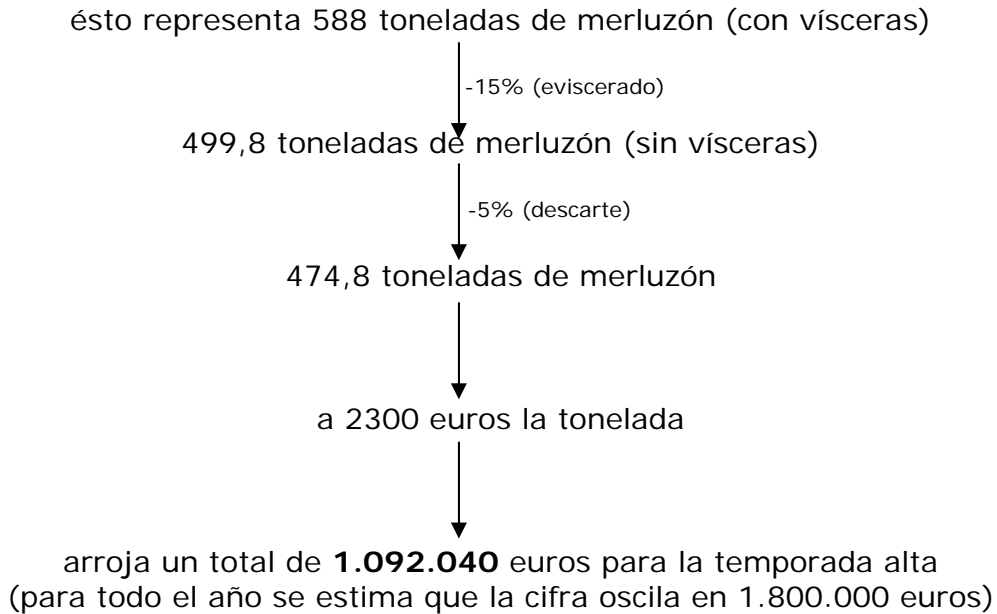 ésto representa 588 toneladas de merluzón (con vísceras)
-15% (eviscerado)
499,8 toneladas de merluzón (sin vísceras)
-5% (descarte)
474,8 toneladas de merluzón
a 2300 euros la tonelada
arroja un total de 1.092.040 euros para la temporada alta
(para todo el año se estima que la cifra oscila en 1.800.000 euros)